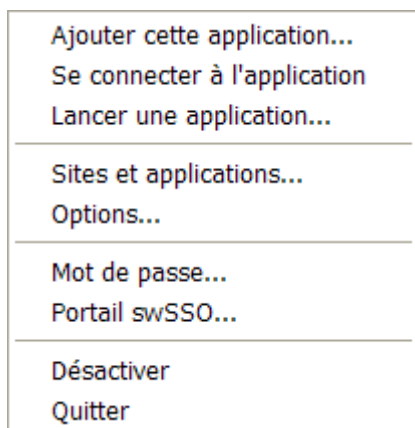 Ajouter cette application...
Se connecter à l'application
Lancer une application...
Sites et applications...
Options...
Mot de passe...
Portail swSSO...
Désactiver
Quitter